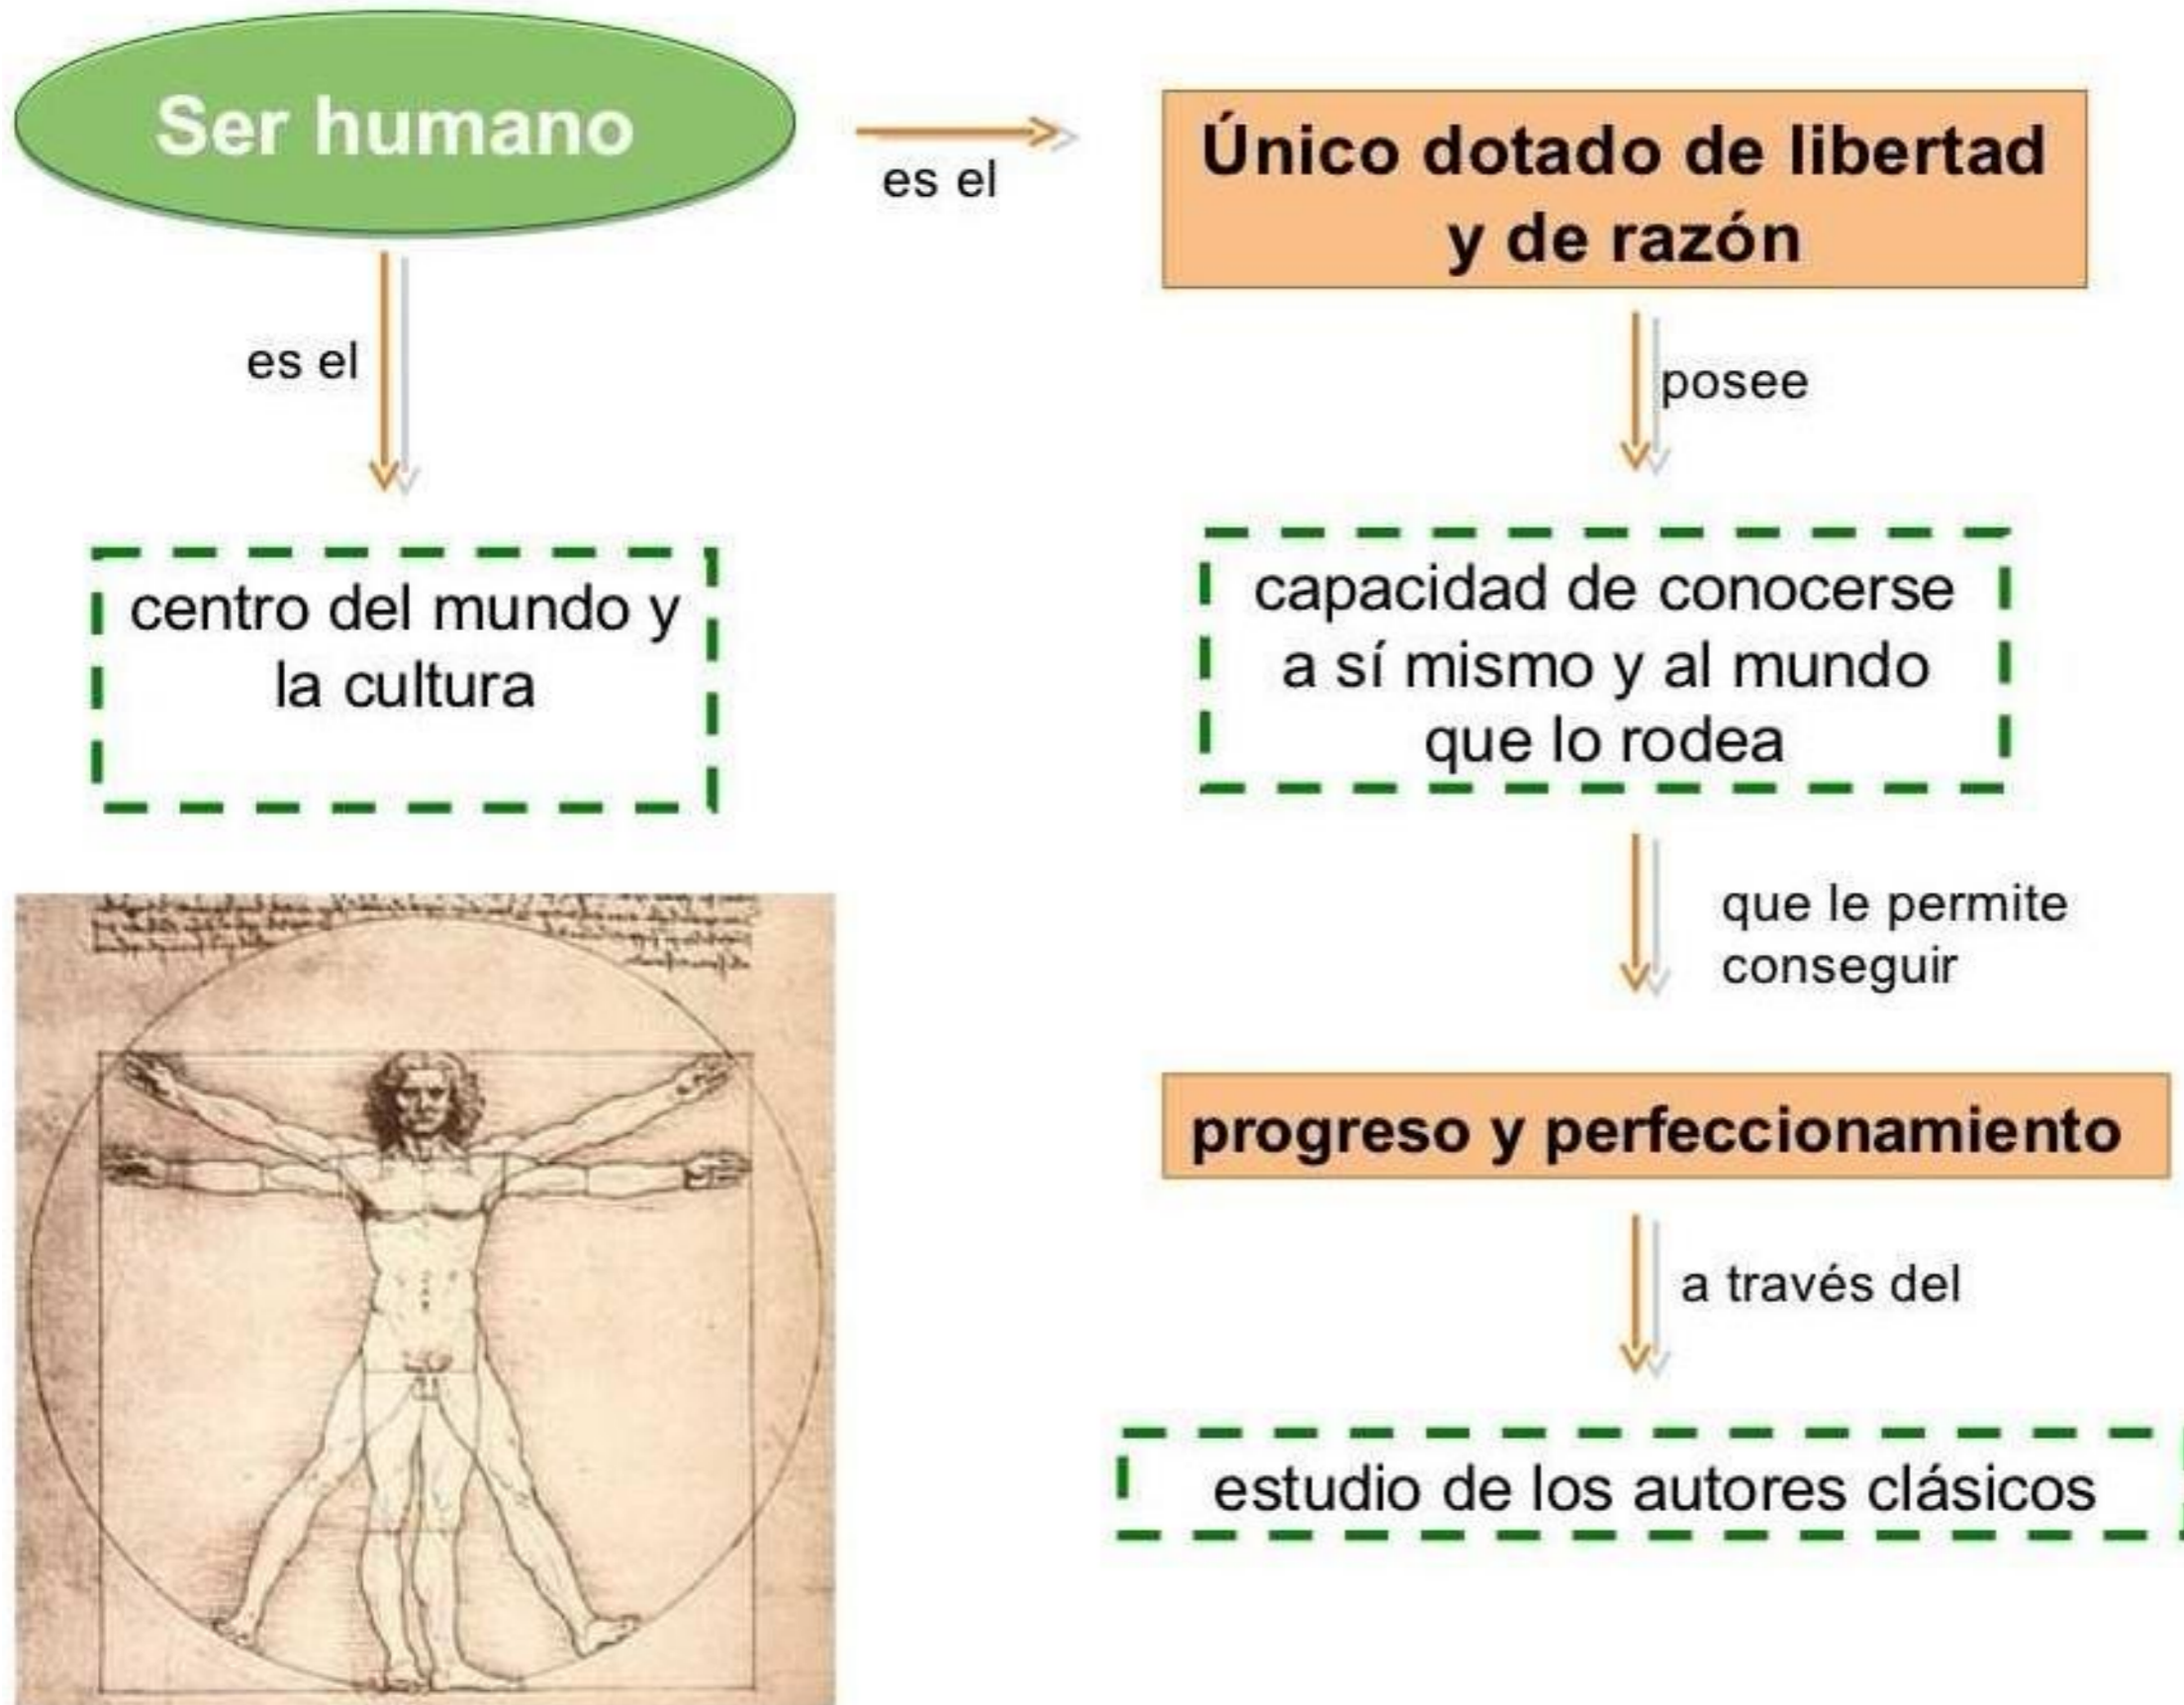 Ser humano
es el
Único dotado de libertad
y de razón
es el
posee
centro del mundo y
la cultura
capacidad de conocerse
a sí mismo y al mundo
que lo rodea
que le permite
conseguir
progreso y perfeccionamiento
a través del
estudio de los autores clásicos